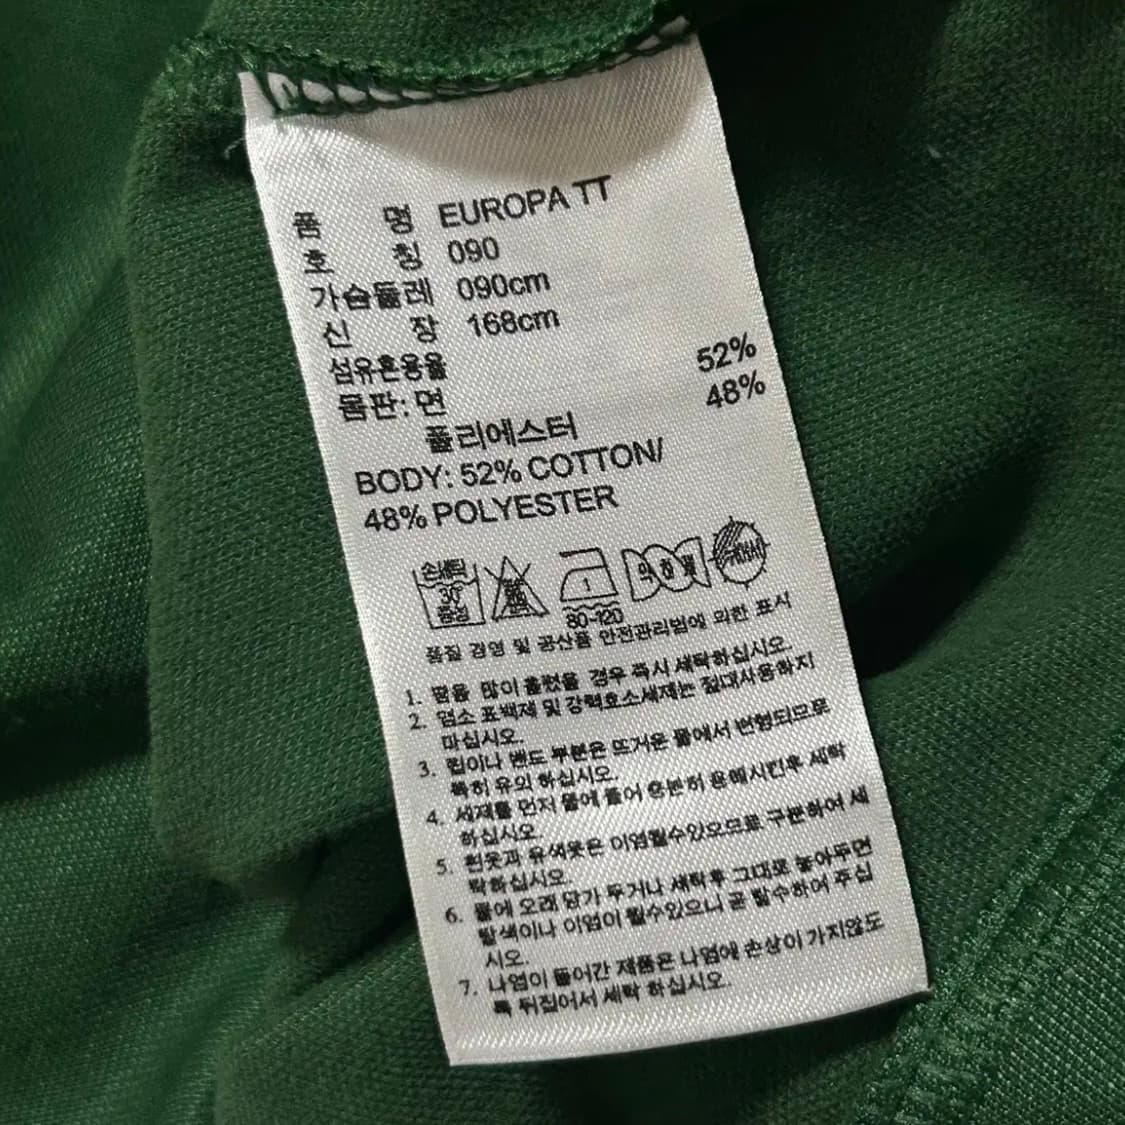 품 명 EUROPA TT
호 칭 090
가슴둘레 090cm
신 장 168cm
섬유혼용율
몸판: 면 52%
폴리에스터 48%
BODY: 52% COTTON/
48% POLYESTER
손세탁 30° 중성
1
80-120
약하게
품질 경영 및 공산품 안전관리법에 의한 표시
1. 땀을 많이 흘렸을 경우 즉시 세탁하십시오.
2. 염소 표백제 및 강력효소세제는 절대사용하지
마십시오.
3. 립이나 밴드 부분은 뜨거운 물에서 변형되므로
특히 유의 하십시오.
4. 세제를 먼저 물에 풀어 충분히 용해시킨후 세탁
하십시오.
5. 흰옷과 유색옷은 이염될수있으므로 구분하여 세
탁하십시오.
6. 물에 오래 담가 두거나 세탁후 그대로 놓아두면
탈색이나 이염이 될수있으니 곧 탈수하여 주십
시오.
7. 나염이 들어간 제품은 나염에 손상이 가지않도
록 뒤집어서 세탁 하십시오.